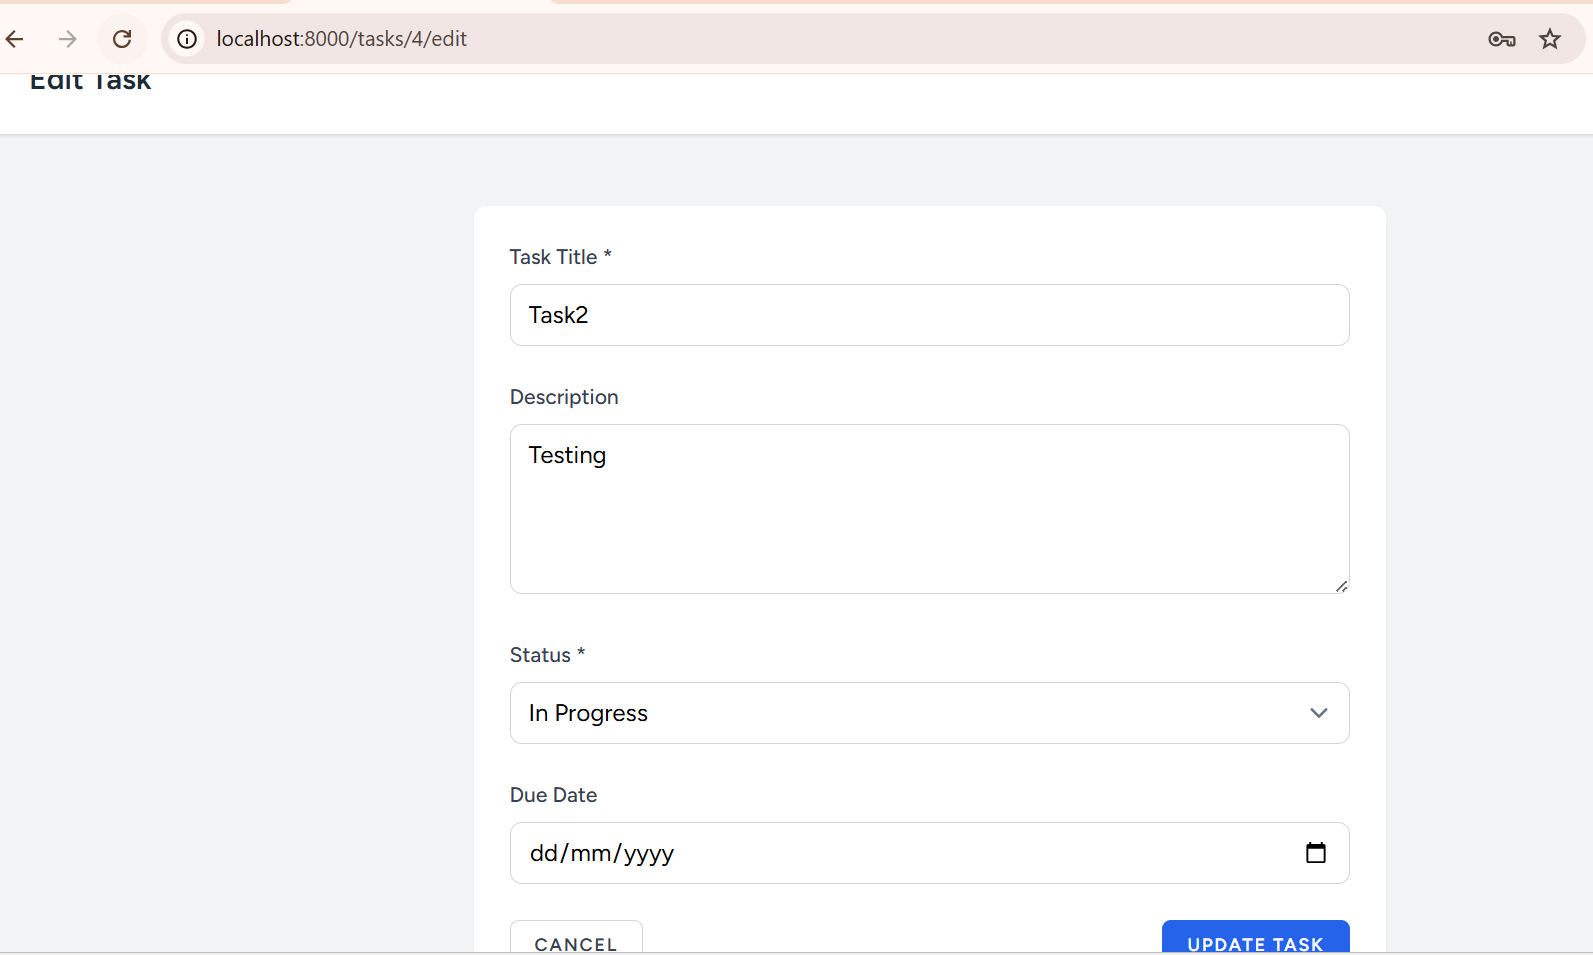 localhost:8000/tasks/4/edit
Edit Task
Task Title *
Task2
Description
Testing
Status *
In Progress
Due Date
dd/mm/yyyy
CANCEL
UPDATE TASK